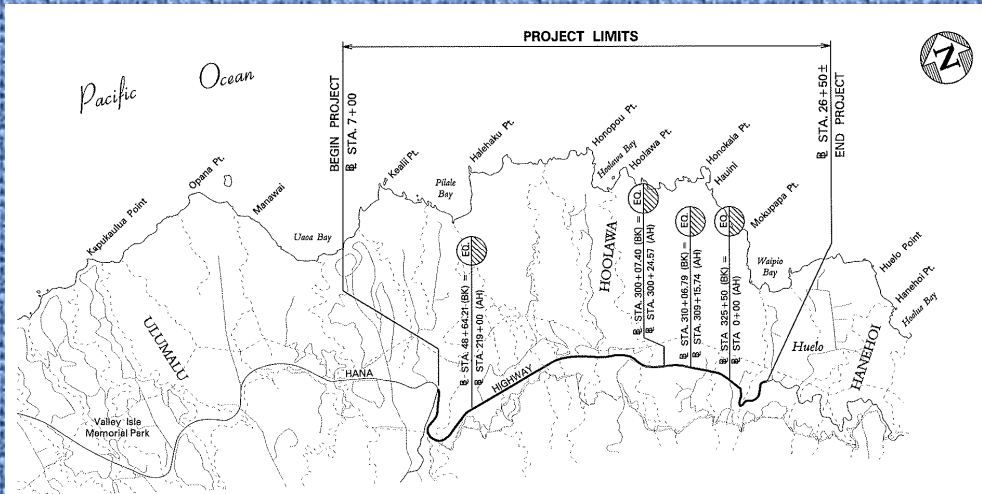 PROJECT LIMITS
N
Pacific Ocean
BEGIN PROJECT
B STA. 7+00
B STA. 26+50±
END PROJECT
Kapukaulua Point
Opana Pt.
Manawai
Uaoa Bay
Kealii Pt.
Pilale
Bay
Halehaku Pt.
Honopou Pt.
Hoolawa Bay
Hoolawa Pt.
Honokala Pt.
Hauini
Mokupapa Pt.
Waipio
Bay
Huelo Point
Hanehoi Pt.
Hoalua Bay
EQ.
B STA. 48+64.21 (BK) =
B STA. 219+00 (AH)
EQ.
B STA. 300+07.40 (BK) =
B STA. 300+24.57 (AH)
EQ.
B STA. 310+06.79 (BK) =
B STA. 309+15.74 (AH)
EQ.
B STA 325+50 (BK) =
B STA 0+00 (AH)
ULUMALU
HOOLAWA
Huelo
HANEHOI
HANA
HIGHWAY
Valley Isle
Memorial Park